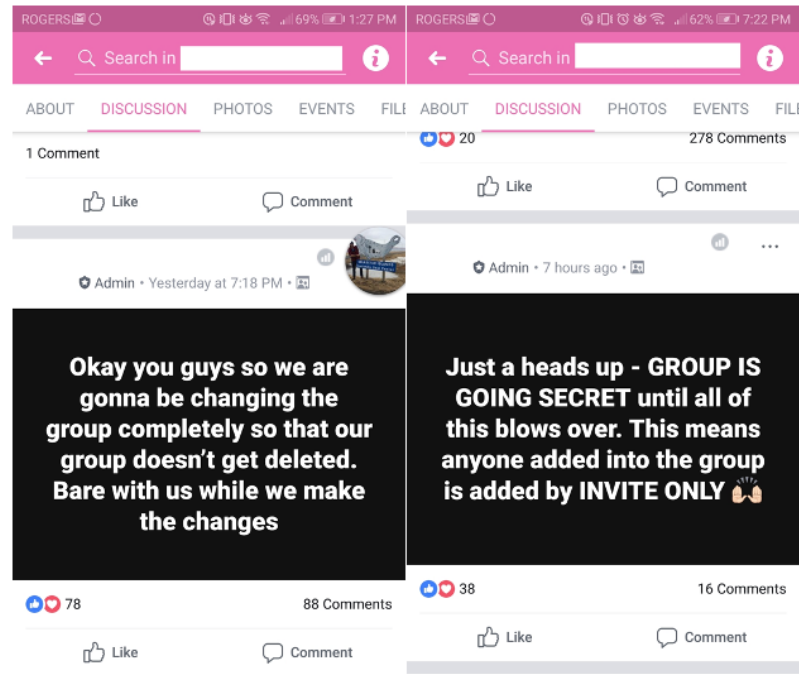 ROGERS 69% 1:27 PM
Search in
ABOUT DISCUSSION PHOTOS EVENTS FILE
1 Comment
Like Comment
Admin • Yesterday at 7:18 PM •
Okay you guys so we are
gonna be changing the
group completely so that our
group doesn't get deleted.
Bare with us while we make
the changes
78 88 Comments
Like Comment
ROGERS 62% 7:22 PM
Search in
ABOUT DISCUSSION PHOTOS EVENTS FIL
20 278 Comments
Like Comment
Admin • 7 hours ago •
Just a heads up - GROUP IS
GOING SECRET until all of
this blows over. This means
anyone added into the group
is added by INVITE ONLY 🙌🏻
38 16 Comments
Like Comment